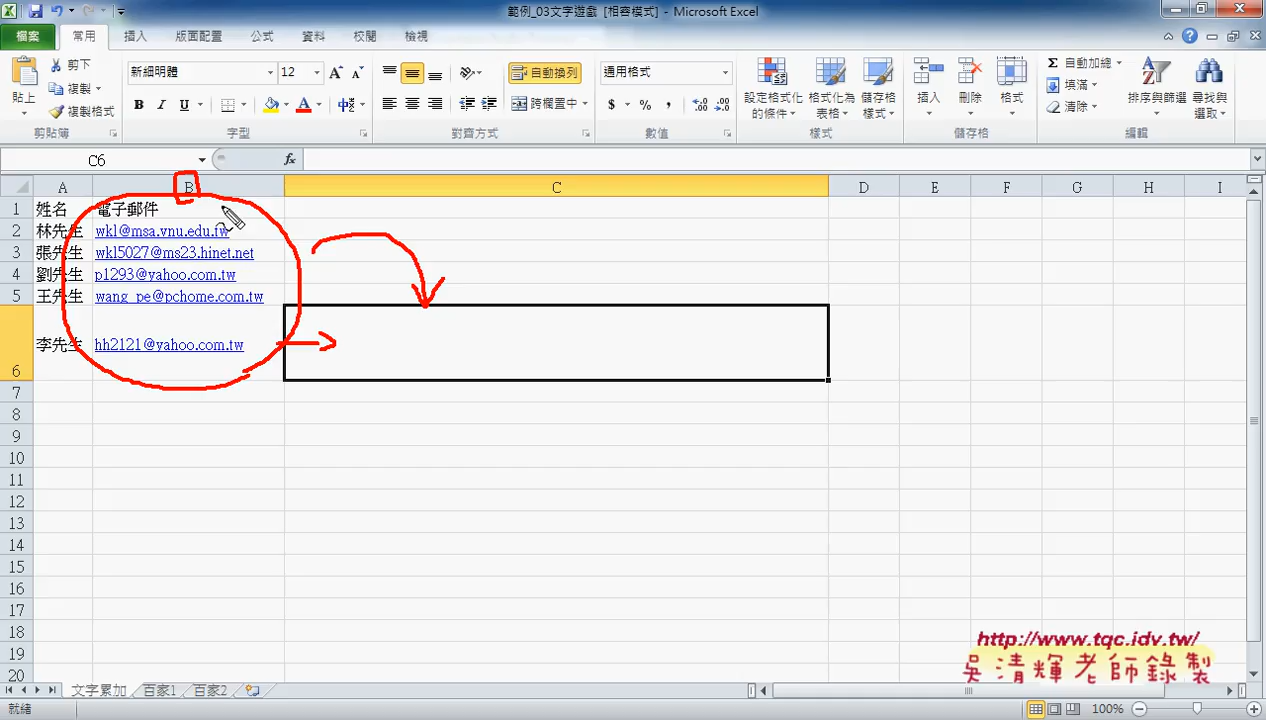 範例_03文字遊戲 [相容模式] - Microsoft Excel
檔案 常用 插入 版面配置 公式 資料 校閱 檢視
貼上 剪下 複製 複製格式 剪貼簿
新細明體 12 B I U 字型
自動換列 跨欄置中 對齊方式
通用格式 $ % , 數值
設定格式化的條件 格式化為表格 儲存格樣式 樣式
插入 刪除 格式 儲存格
Σ 自動加總 填滿 清除 排序與篩選 尋找與選取 編輯
C6 fx
A B C D E F G H I
1 姓名 電子郵件
2 林先生 wkl@msa.vnu.edu.tw
3 張先生 wkl5027@ms23.hinet.net
4 劉先生 p1293@yahoo.com.tw
5 王先生 wang_pe@pchome.com.tw
6 李先生 hh2121@yahoo.com.tw
7
8
9
10
11
12
13
14
15
16
17
18
19
20
http://www.tqc.idv.tw/
吳清輝老師錄製
文字累加 百家1 百家2
就緒 100%